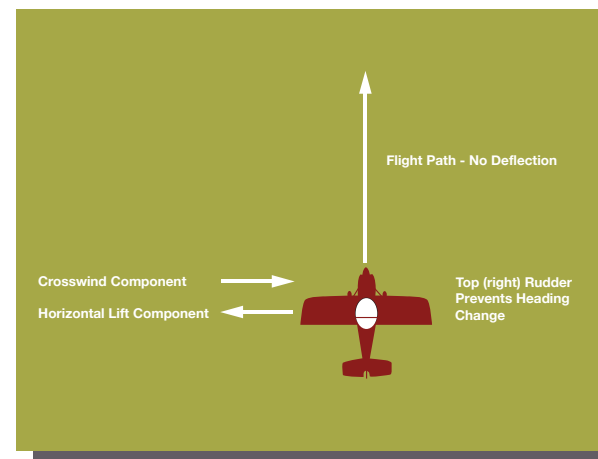 Flight Path - No Deflection
Crosswind Component
Horizontal Lift Component
Top (right) Rudder
Prevents Heading
Change